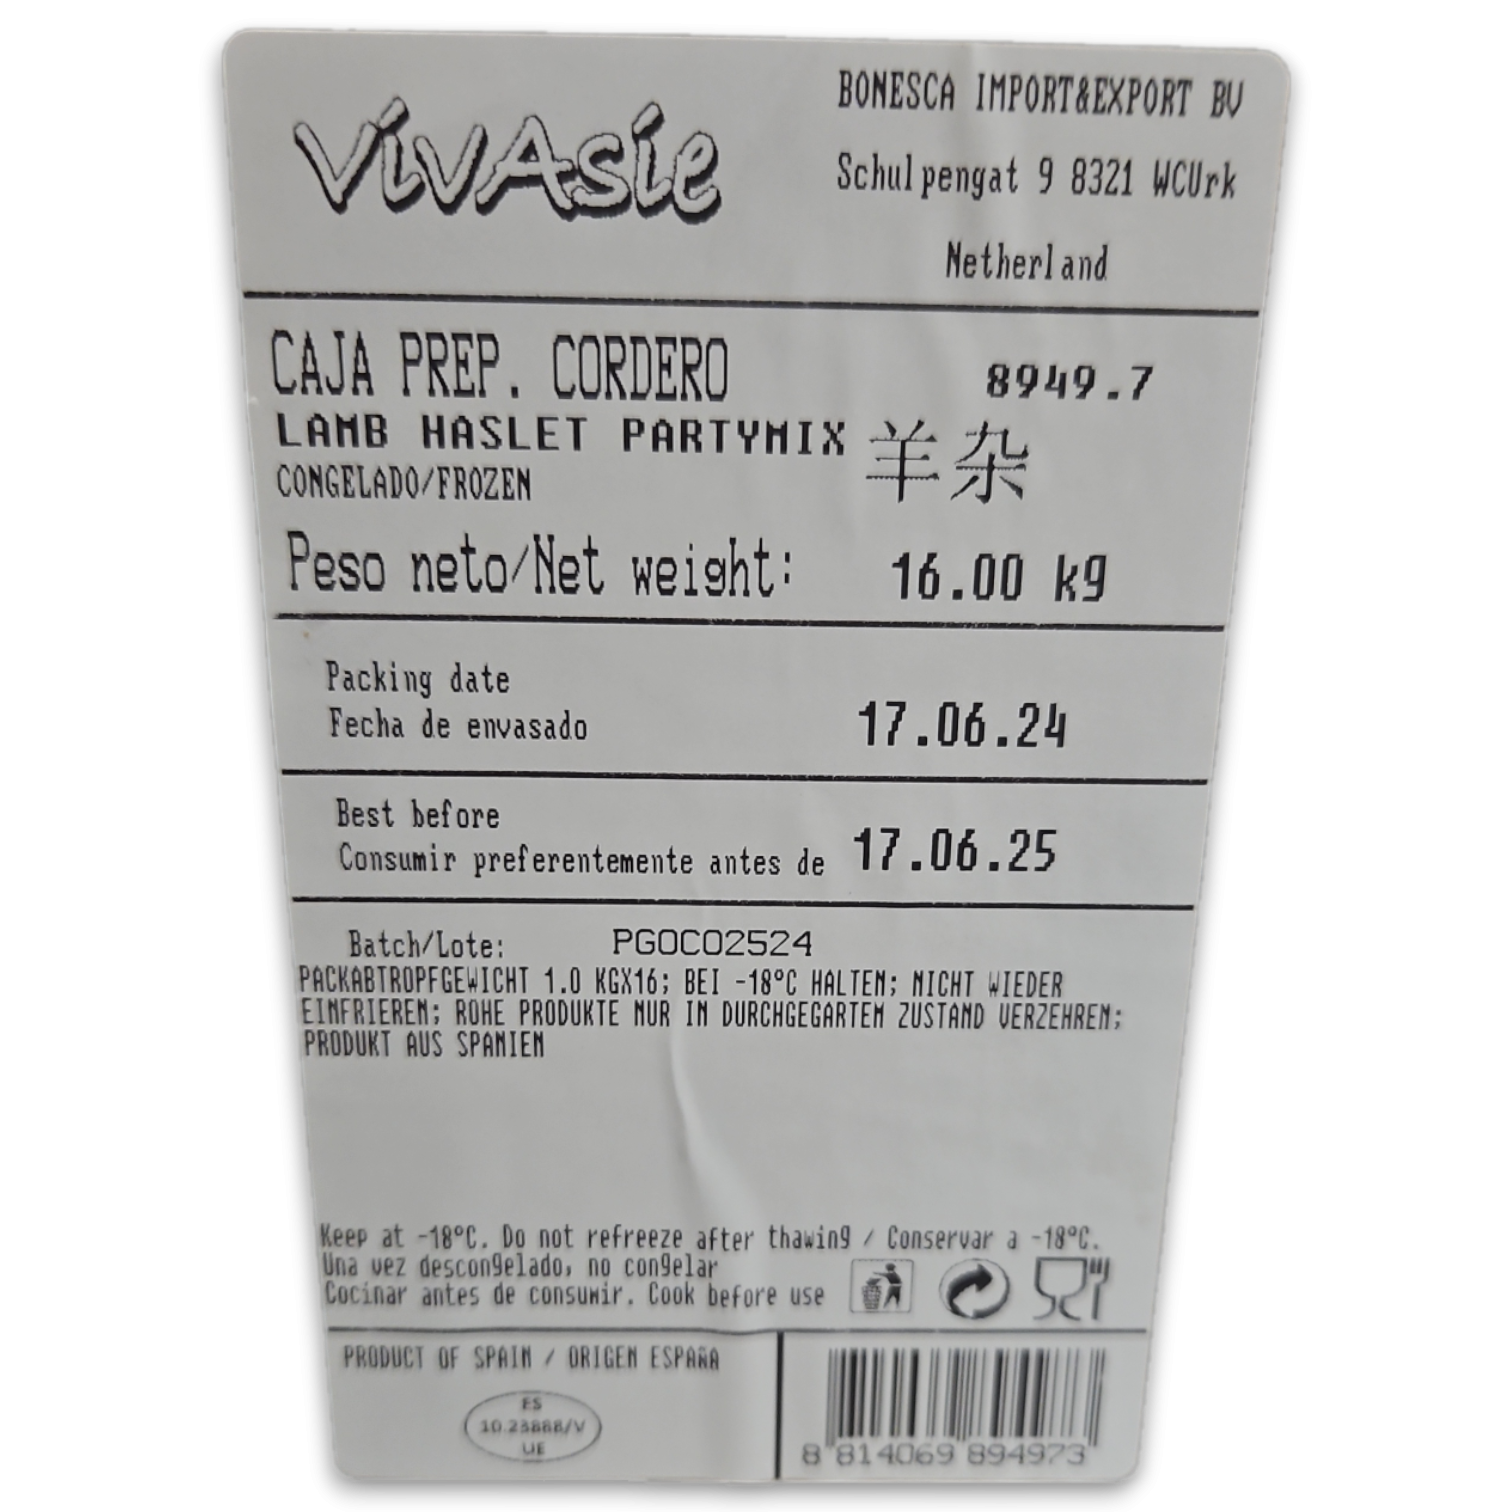 VivAsie
BONESCA IMPORT&EXPORT BV
Schulpengat 9 8321 WCUrk
Netherland
CAJA PREP. CORDERO 8949.7
LAMB HASLET PARTYMIX 羊杂
CONGELADO/FROZEN
Peso neto/Net weight: 16.00 kg
Packing date
Fecha de envasado 17.06.24
Best before
Consumir preferentemente antes de 17.06.25
Batch/Lote: PGOC02524
PACKABTROPFGEWICHT 1.0 KGX16; BEI -18°C HALTEN; NICHT WIEDER
EINFRIEREN; ROHE PRODUKTE NUR IN DURCHGEGARTEM ZUSTAND VERZEHREN;
PRODUKT AUS SPANIEN
Keep at -18°C. Do not refreeze after thawing / Conservar a -18°C.
Una vez descongelado, no congelar
Cocinar antes de consumir. Cook before use
PRODUCT OF SPAIN / ORIGEN ESPAÑA
ES
10.23888/V
UE
8 814069 894973